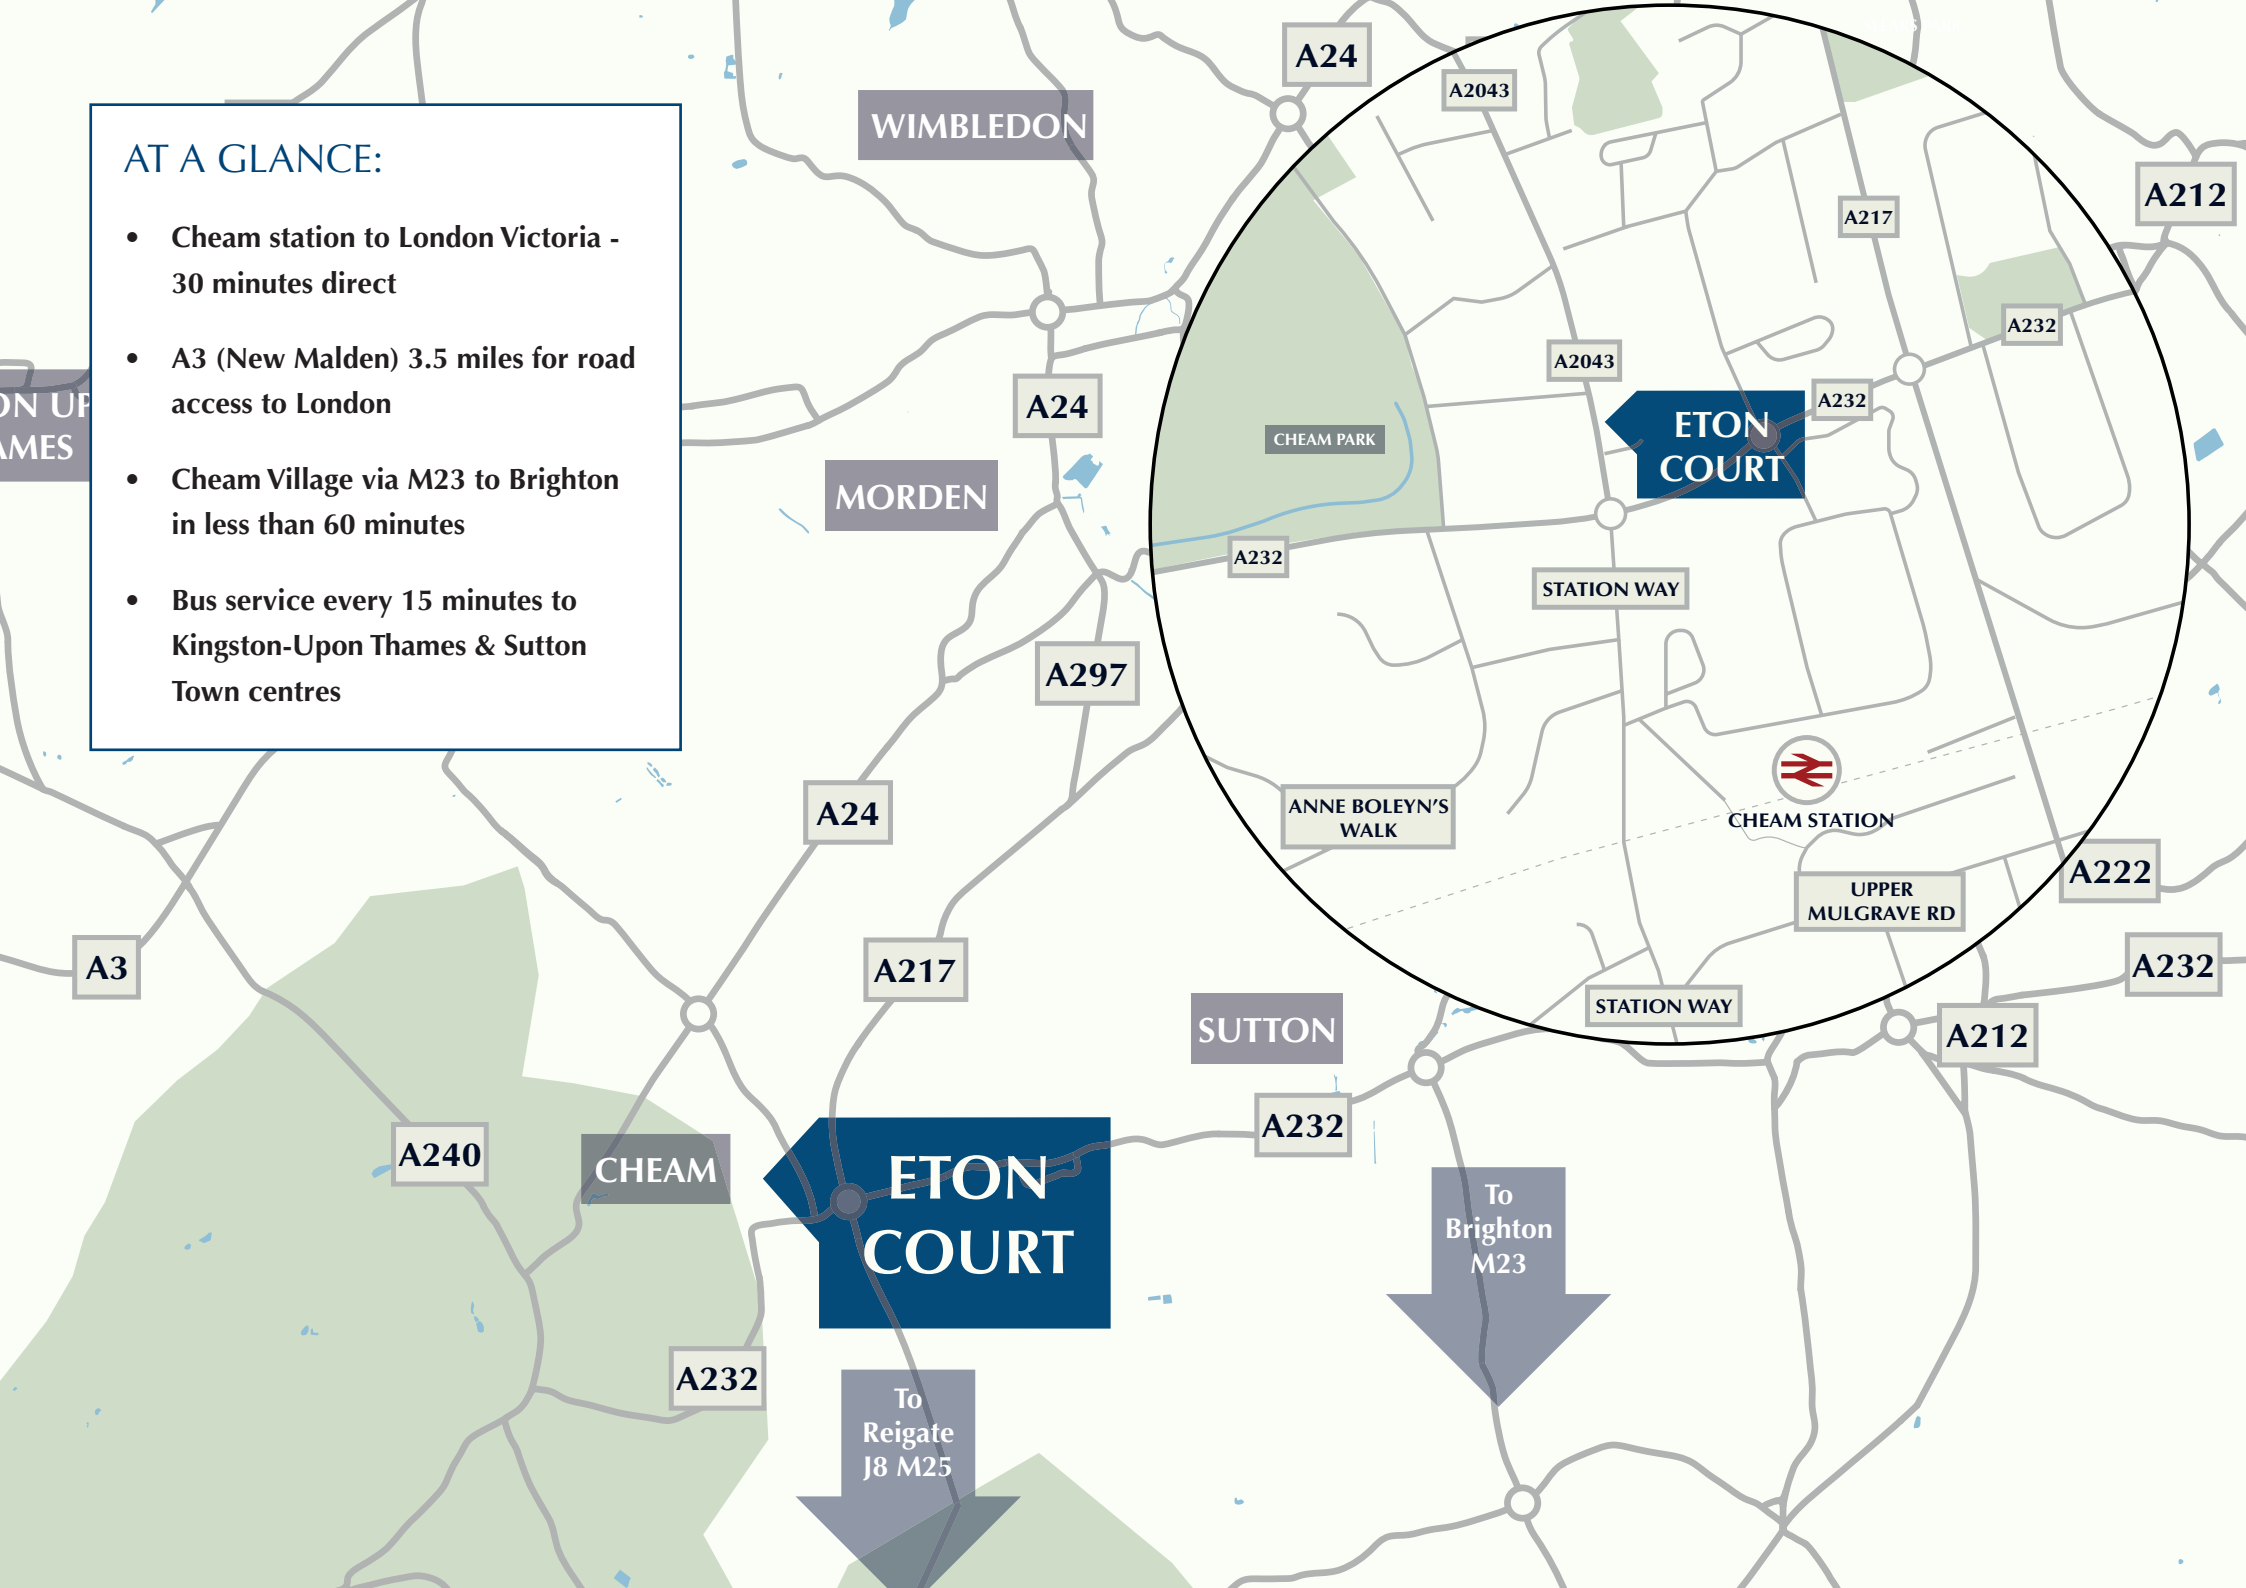 AT A GLANCE:
• Cheam station to London Victoria -
30 minutes direct
• A3 (New Malden) 3.5 miles for road
access to London
• Cheam Village via M23 to Brighton
in less than 60 minutes
• Bus service every 15 minutes to
Kingston-Upon Thames & Sutton
Town centres
ON UP
AMES
WIMBLEDON
MORDEN
A24
A24
A297
A24
A217
A3
A240
CHEAM
ETON
COURT
A232
To
Reigate
J8 M25
SUTTON
A232
To
Brighton
M23
A212
A222
A232
A212
A2043
A217
A232
A2043
A232
ETON
COURT
CHEAM PARK
A232
STATION WAY
ANNE BOLEYN’S
WALK
CHEAM STATION
UPPER
MULGRAVE RD
STATION WAY